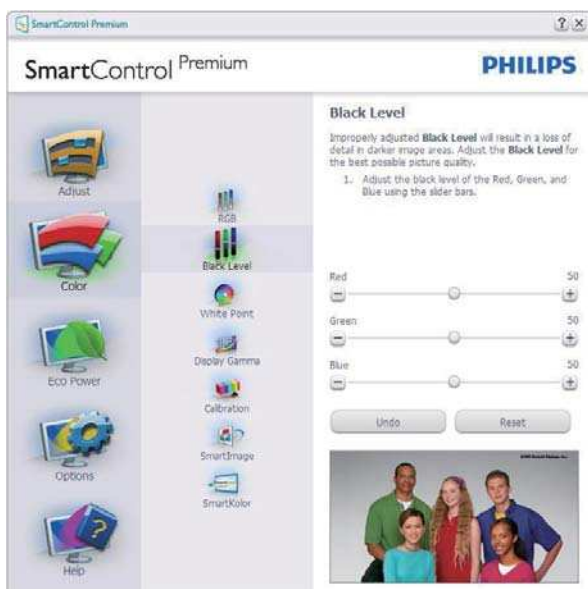 SmartControl Premium
SmartControl Premium
PHILIPS
Adjust
Color
Eco Power
Options
Help
RGB
Black Level
White Point
Display Gamma
Calibration
SmartImage
SmartKolor
Black Level
Improperly adjusted Black Level will result in a loss of
detail in darker image areas. Adjust the Black Level for
the best possible picture quality.
1. Adjust the black level of the Red, Green, and
Blue using the slider bars.
Red 50
Green 50
Blue 50
Undo Reset